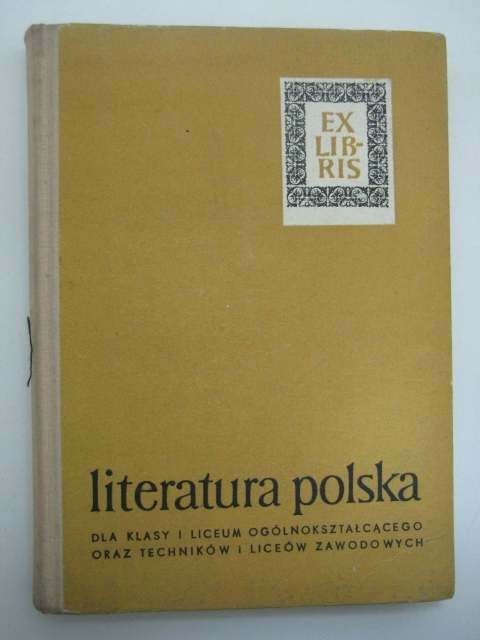 EX
LIB-
RIS
literatura polska
DLA KLASY I LICEUM OGÓLNOKSZTAŁCĄCEGO
ORAZ TECHNIKÓW I LICEÓW ZAWODOWYCH